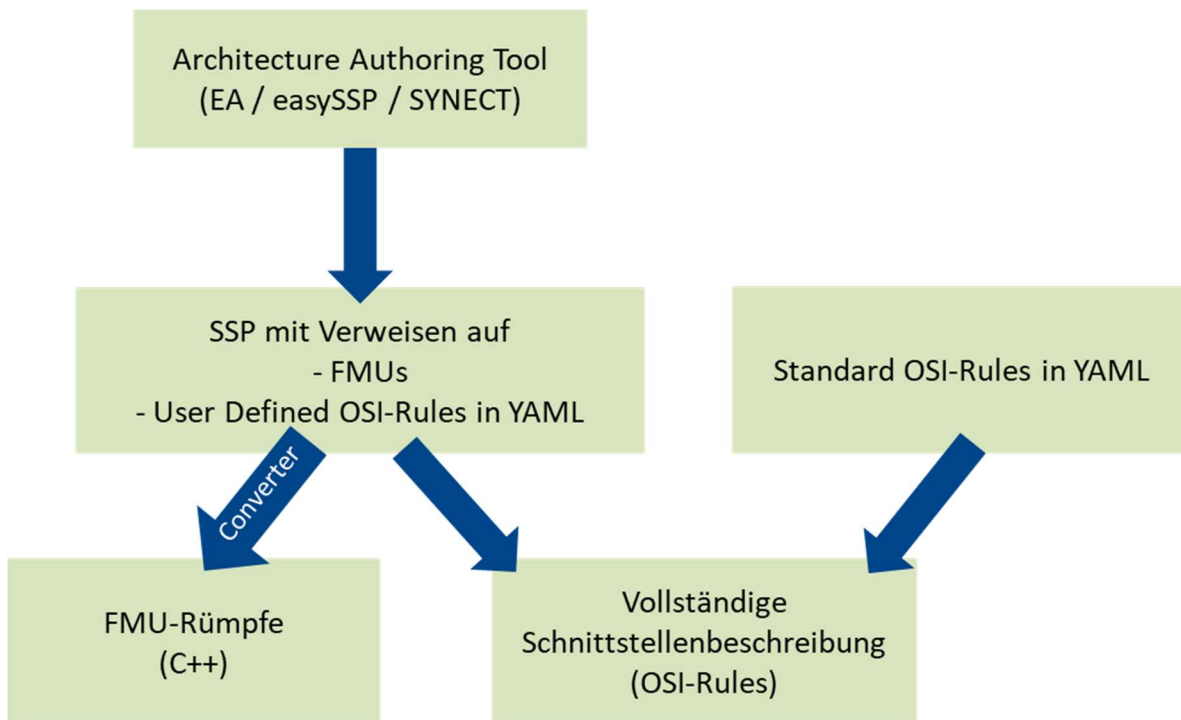 Architecture Authoring Tool
(EA / easySSP / SYNECT)
SSP mit Verweisen auf
- FMUs
- User Defined OSI-Rules in YAML
Standard OSI-Rules in YAML
Converter
FMU-Rümpfe
(C++)
Vollständige
Schnittstellenbeschreibung
(OSI-Rules)